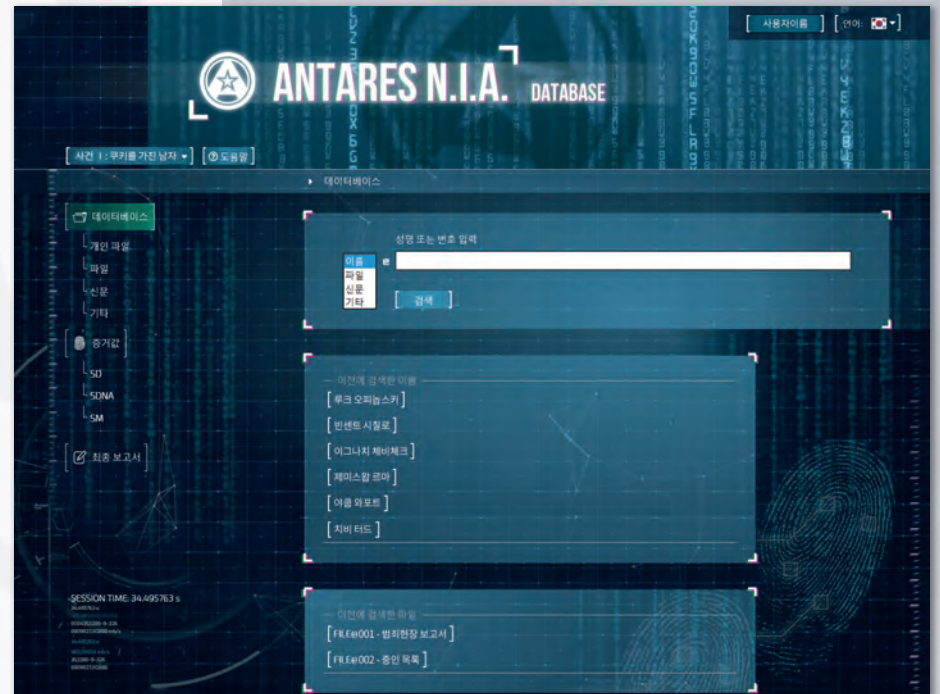 사용자이름
언어:
ANTARES N.I.A. DATABASE
사건 1 : 쿠키를 가진 남자
도움말
데이터베이스
데이터베이스
개인 파일
파일
신문
기타
증거값
SIJ
SDNA
SM
최종 보고서
성명 또는 번호 입력
이름
파일
신문
기타
검색
이전에 검색한 이름
루크 오피늡스키
빈센트 시칠로
이그나치 체비체크
제미스왑 르마
야쿱 와포트
치비 터드
이전에 검색한 파일
FILE#001 - 범죄현장 보고서
FILE#002 - 증인 목록
SESSION TIME: 34.495763 s